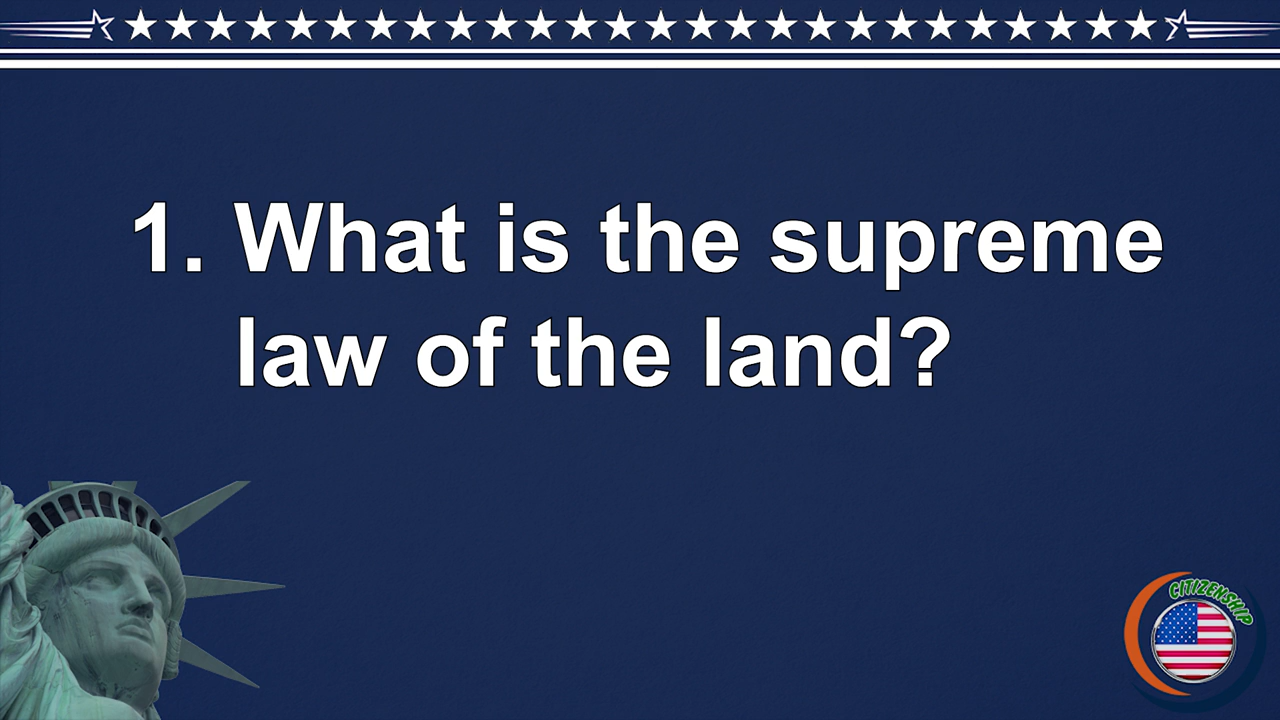 1. What is the supreme
law of the land?
CITIZENSHIP